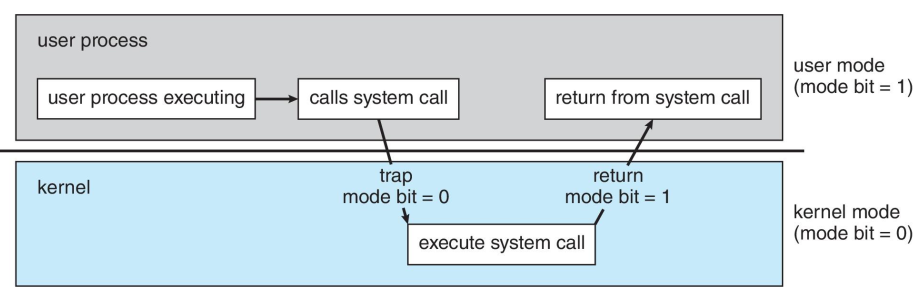 user process
user process executing
calls system call
return from system call
user mode
(mode bit = 1)
kernel
trap
mode bit = 0
return
mode bit = 1
execute system call
kernel mode
(mode bit = 0)